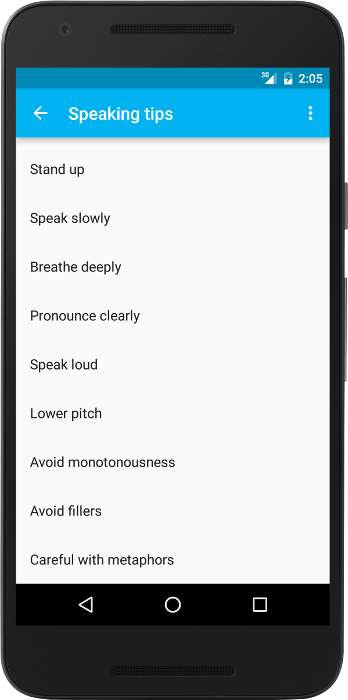 3G 2:05
Speaking tips
Stand up
Speak slowly
Breathe deeply
Pronounce clearly
Speak loud
Lower pitch
Avoid monotonousness
Avoid fillers
Careful with metaphors